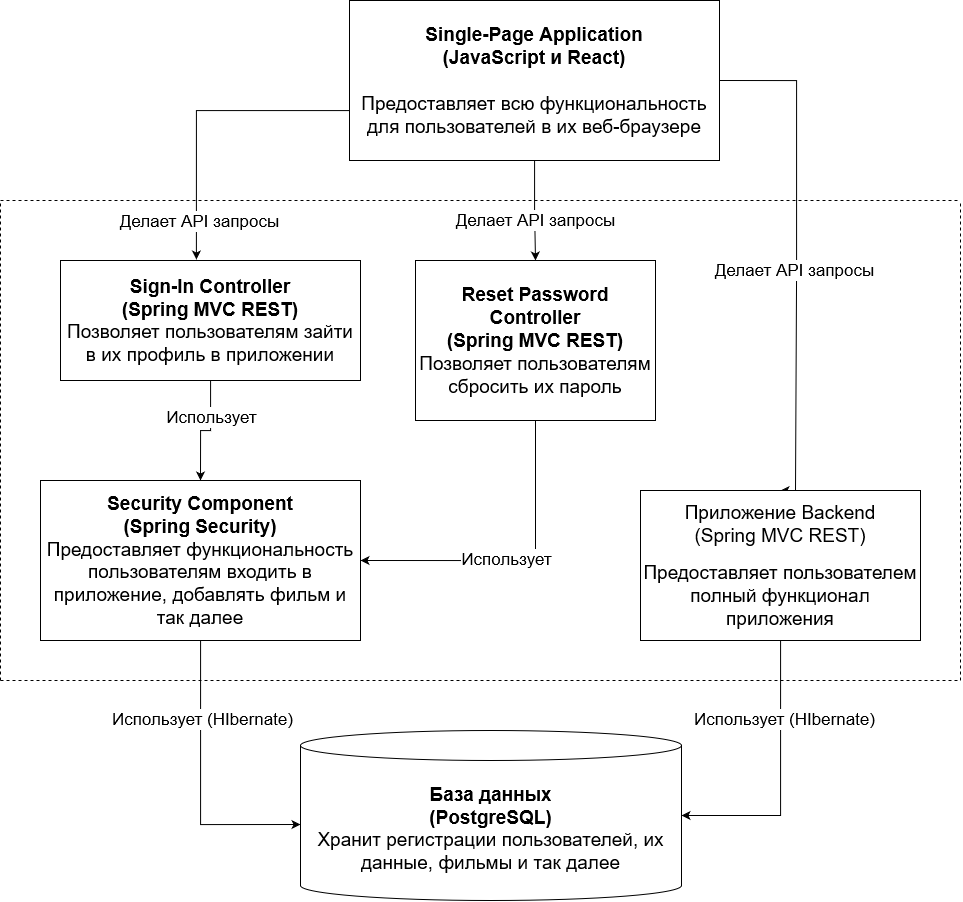 Single-Page Application
(JavaScript и React)
Предоставляет всю функциональность
для пользователей в их веб-браузере
Делает API запросы
Делает API запросы
Делает API запросы
Sign-In Controller
(Spring MVC REST)
Позволяет пользователям зайти
в их профиль в приложении
Reset Password
Controller
(Spring MVC REST)
Позволяет пользователям
сбросить их пароль
Использует
Security Component
(Spring Security)
Предоставляет функциональность
пользователям входить в
приложение, добавлять фильм и
так далее
Использует
Приложение Backend
(Spring MVC REST)
Предоставляет пользователем
полный функционал
приложения
Использует (HIbernate)
Использует (HIbernate)
База данных
(PostgreSQL)
Хранит регистрации пользователей, их
данные, фильмы и так далее